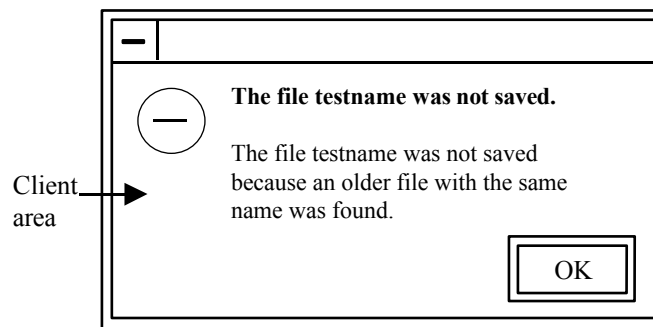 The file testname was not saved.
The file testname was not saved
because an older file with the same
name was found.
Client
area
OK